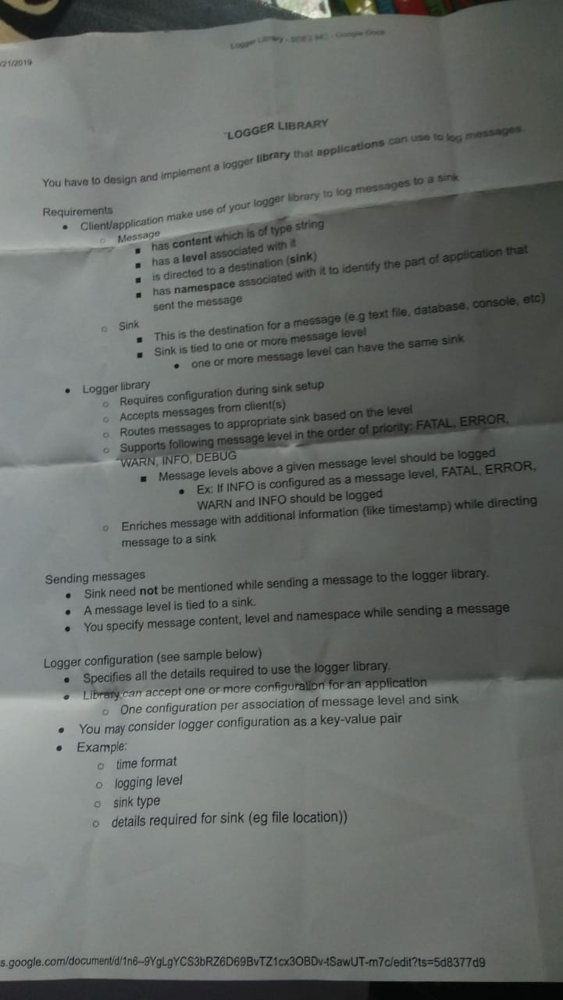 /21/2019
Logger Library - SDE3 MC - Google Docs
`LOGGER LIBRARY
You have to design and implement a logger library that applications can use to log messages.
Requirements
• Client/application make use of your logger library to log messages to a sink
○ Message
■ has content which is of type string
■ has a level associated with it
■ is directed to a destination (sink)
■ has namespace associated with it to identify the part of application that
sent the message
○ Sink
■ This is the destination for a message (e.g text file, database, console, etc)
■ Sink is tied to one or more message level
• one or more message level can have the same sink
• Logger library
○ Requires configuration during sink setup
○ Accepts messages from client(s)
○ Routes messages to appropriate sink based on the level
○ Supports following message level in the order of priority: FATAL, ERROR,
WARN, INFO, DEBUG
■ Message levels above a given message level should be logged
• Ex: If INFO is configured as a message level, FATAL, ERROR,
WARN and INFO should be logged
○ Enriches message with additional information (like timestamp) while directing
message to a sink
Sending messages
• Sink need not be mentioned while sending a message to the logger library.
• A message level is tied to a sink.
• You specify message content, level and namespace while sending a message
Logger configuration (see sample below)
• Specifies all the details required to use the logger library.
• Library can accept one or more configuration for an application
○ One configuration per association of message level and sink
• You may consider logger configuration as a key-value pair
• Example:
○ time format
○ logging level
○ sink type
○ details required for sink (eg file location))
s.google.com/document/d/1n6--9YgLgYCS3bRZ6D69BvTZ1cx3OBDv-tSawUT-m7c/edit?ts=5d8377d9